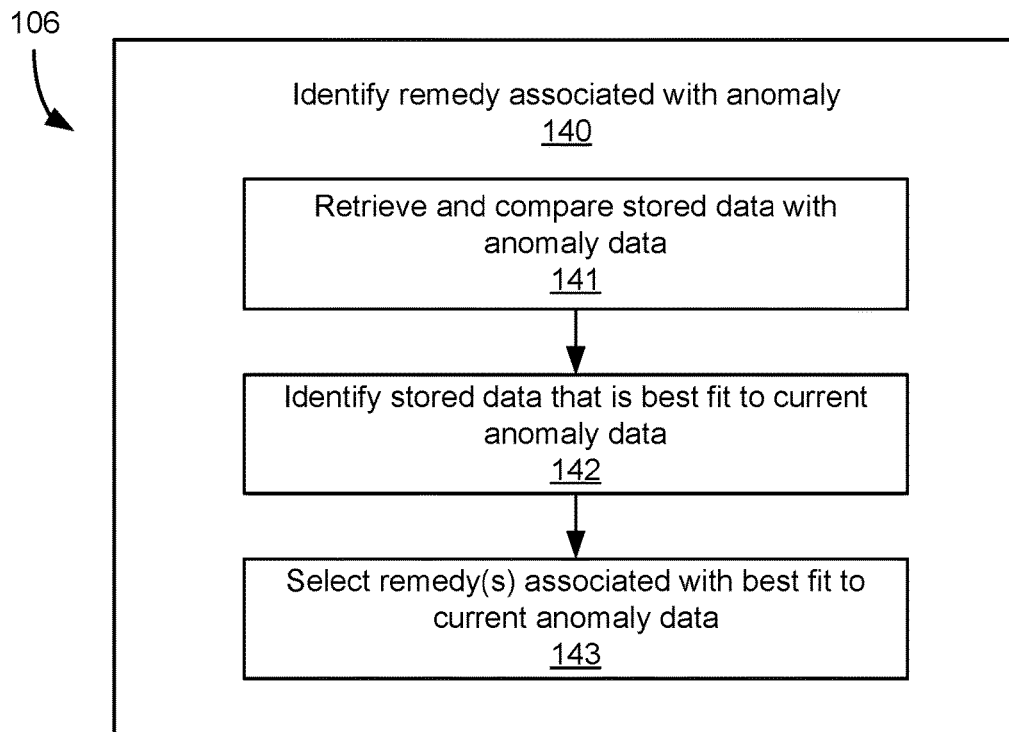 106
Identify remedy associated with anomaly
140
Retrieve and compare stored data with
anomaly data
141
Identify stored data that is best fit to current
anomaly data
142
Select remedy(s) associated with best fit to
current anomaly data
143